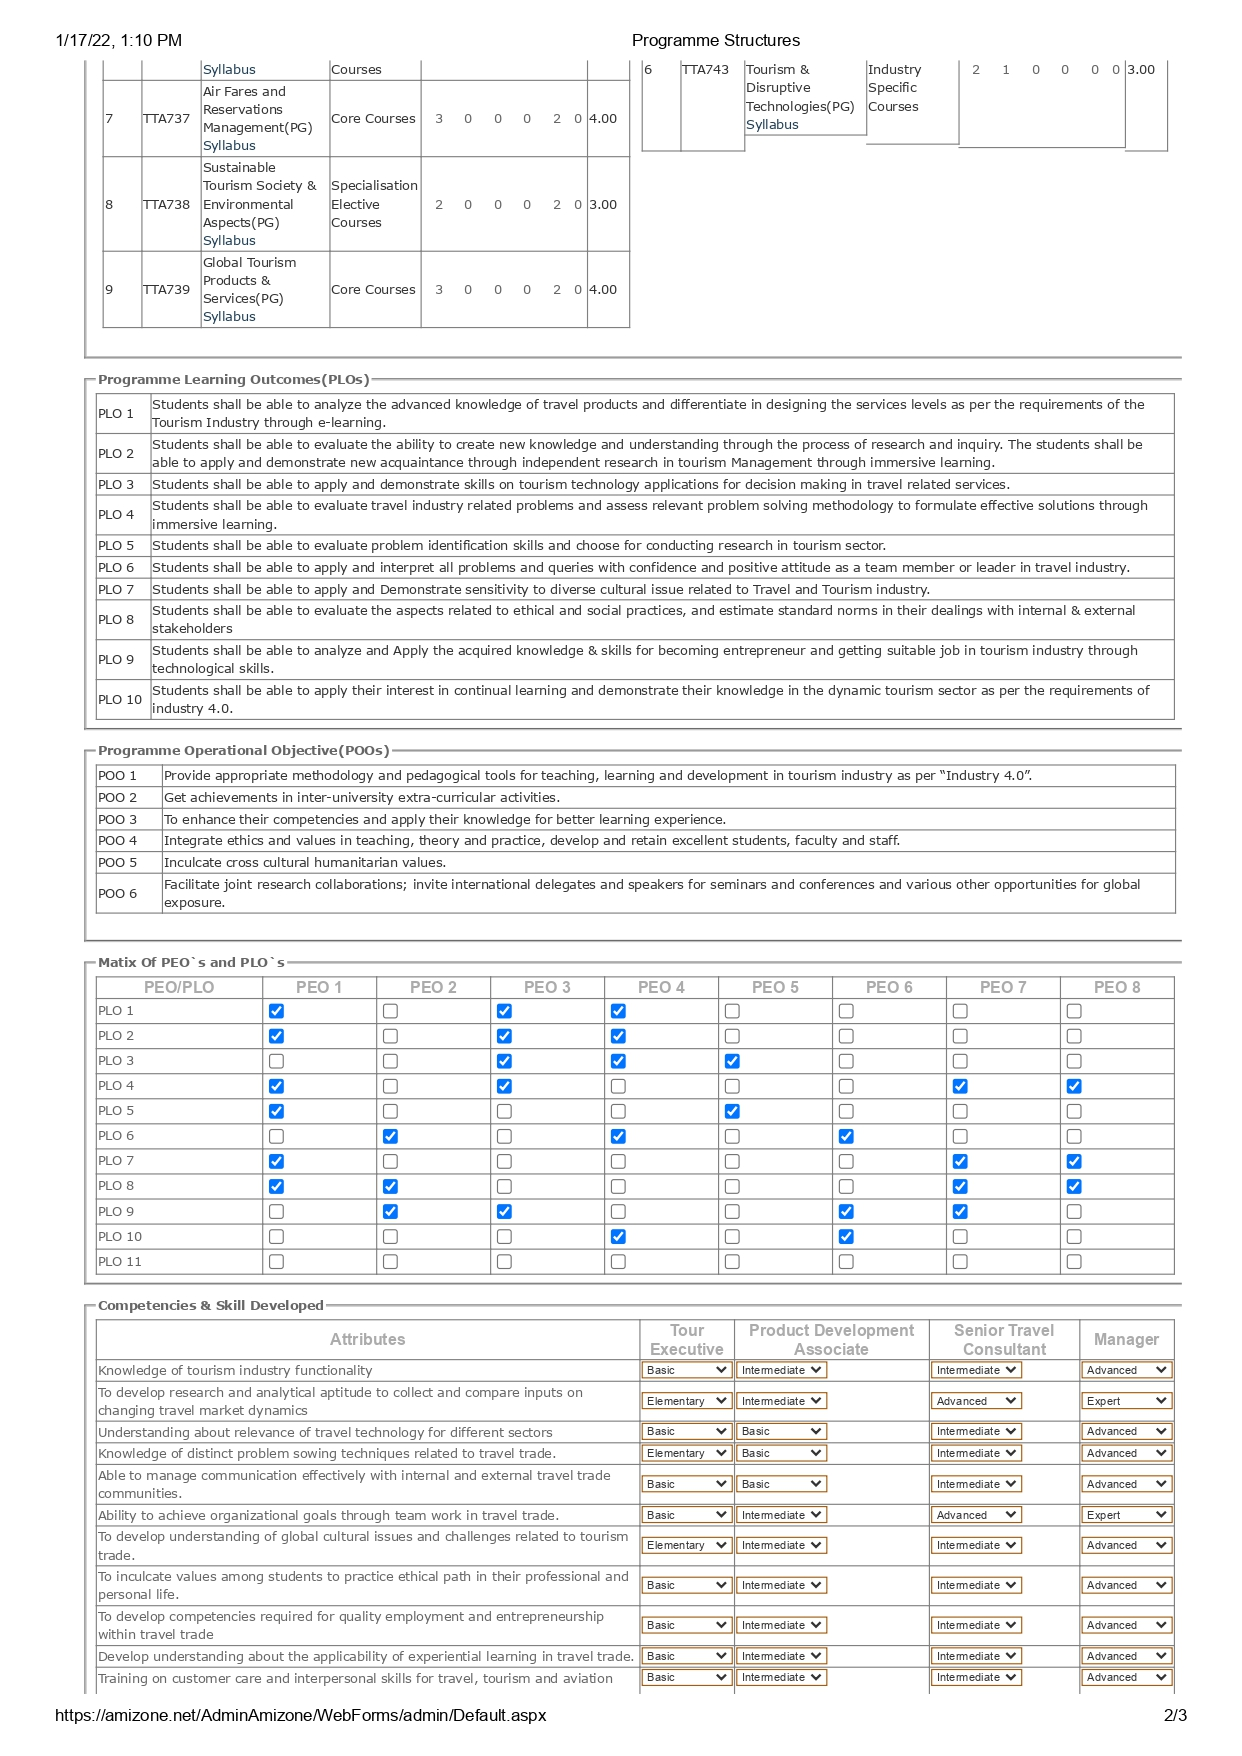 1/17/22, 1:10 PM
Programme Structures
Syllabus Courses
7 TTA737 Air Fares and Reservations Management(PG) Syllabus Core Courses 3 0 0 0 2 0 4.00
8 TTA738 Sustainable Tourism Society & Environmental Aspects(PG) Syllabus Specialisation Elective Courses 2 0 0 0 2 0 3.00
9 TTA739 Global Tourism Products & Services(PG) Syllabus Core Courses 3 0 0 0 2 0 4.00
6 TTA743 Tourism & Disruptive Technologies(PG) Syllabus Industry Specific Courses 2 1 0 0 0 0 3.00
Programme Learning Outcomes(PLOs)
PLO 1 Students shall be able to analyze the advanced knowledge of travel products and differentiate in designing the services levels as per the requirements of the
Tourism Industry through e-learning.
PLO 2 Students shall be able to evaluate the ability to create new knowledge and understanding through the process of research and inquiry. The students shall be
able to apply and demonstrate new acquaintance through independent research in tourism Management through immersive learning.
PLO 3 Students shall be able to apply and demonstrate skills on tourism technology applications for decision making in travel related services.
PLO 4 Students shall be able to evaluate travel industry related problems and assess relevant problem solving methodology to formulate effective solutions through
immersive learning.
PLO 5 Students shall be able to evaluate problem identification skills and choose for conducting research in tourism sector.
PLO 6 Students shall be able to apply and interpret all problems and queries with confidence and positive attitude as a team member or leader in travel industry.
PLO 7 Students shall be able to apply and Demonstrate sensitivity to diverse cultural issue related to Travel and Tourism industry.
PLO 8 Students shall be able to evaluate the aspects related to ethical and social practices, and estimate standard norms in their dealings with internal & external
stakeholders
PLO 9 Students shall be able to analyze and Apply the acquired knowledge & skills for becoming entrepreneur and getting suitable job in tourism industry through
technological skills.
PLO 10 Students shall be able to apply their interest in continual learning and demonstrate their knowledge in the dynamic tourism sector as per the requirements of
industry 4.0.
Programme Operational Objective(POOs)
POO 1 Provide appropriate methodology and pedagogical tools for teaching, learning and development in tourism industry as per “Industry 4.0”.
POO 2 Get achievements in inter-university extra-curricular activities.
POO 3 To enhance their competencies and apply their knowledge for better learning experience.
POO 4 Integrate ethics and values in teaching, theory and practice, develop and retain excellent students, faculty and staff.
POO 5 Inculcate cross cultural humanitarian values.
POO 6 Facilitate joint research collaborations; invite international delegates and speakers for seminars and conferences and various other opportunities for global
exposure.
Matix Of PEO`s and PLO`s
PEO/PLO PEO 1 PEO 2 PEO 3 PEO 4 PEO 5 PEO 6 PEO 7 PEO 8
PLO 1
PLO 2
PLO 3
PLO 4
PLO 5
PLO 6
PLO 7
PLO 8
PLO 9
PLO 10
PLO 11
Competencies & Skill Developed
Attributes Tour Executive Product Development Associate Senior Travel Consultant Manager
Knowledge of tourism industry functionality Basic Intermediate Intermediate Advanced
To develop research and analytical aptitude to collect and compare inputs on
changing travel market dynamics Elementary Intermediate Advanced Expert
Understanding about relevance of travel technology for different sectors Basic Basic Intermediate Advanced
Knowledge of distinct problem sowing techniques related to travel trade. Elementary Basic Intermediate Advanced
Able to manage communication effectively with internal and external travel trade
communities. Basic Basic Intermediate Advanced
Ability to achieve organizational goals through team work in travel trade. Basic Intermediate Advanced Expert
To develop understanding of global cultural issues and challenges related to tourism
trade. Elementary Intermediate Intermediate Advanced
To inculcate values among students to practice ethical path in their professional and
personal life. Basic Intermediate Intermediate Advanced
To develop competencies required for quality employment and entrepreneurship
within travel trade Basic Intermediate Intermediate Advanced
Develop understanding about the applicability of experiential learning in travel trade. Basic Intermediate Intermediate Advanced
Training on customer care and interpersonal skills for travel, tourism and aviation Basic Intermediate Intermediate Advanced
https://amizone.net/AdminAmizone/WebForms/admin/Default.aspx
2/3